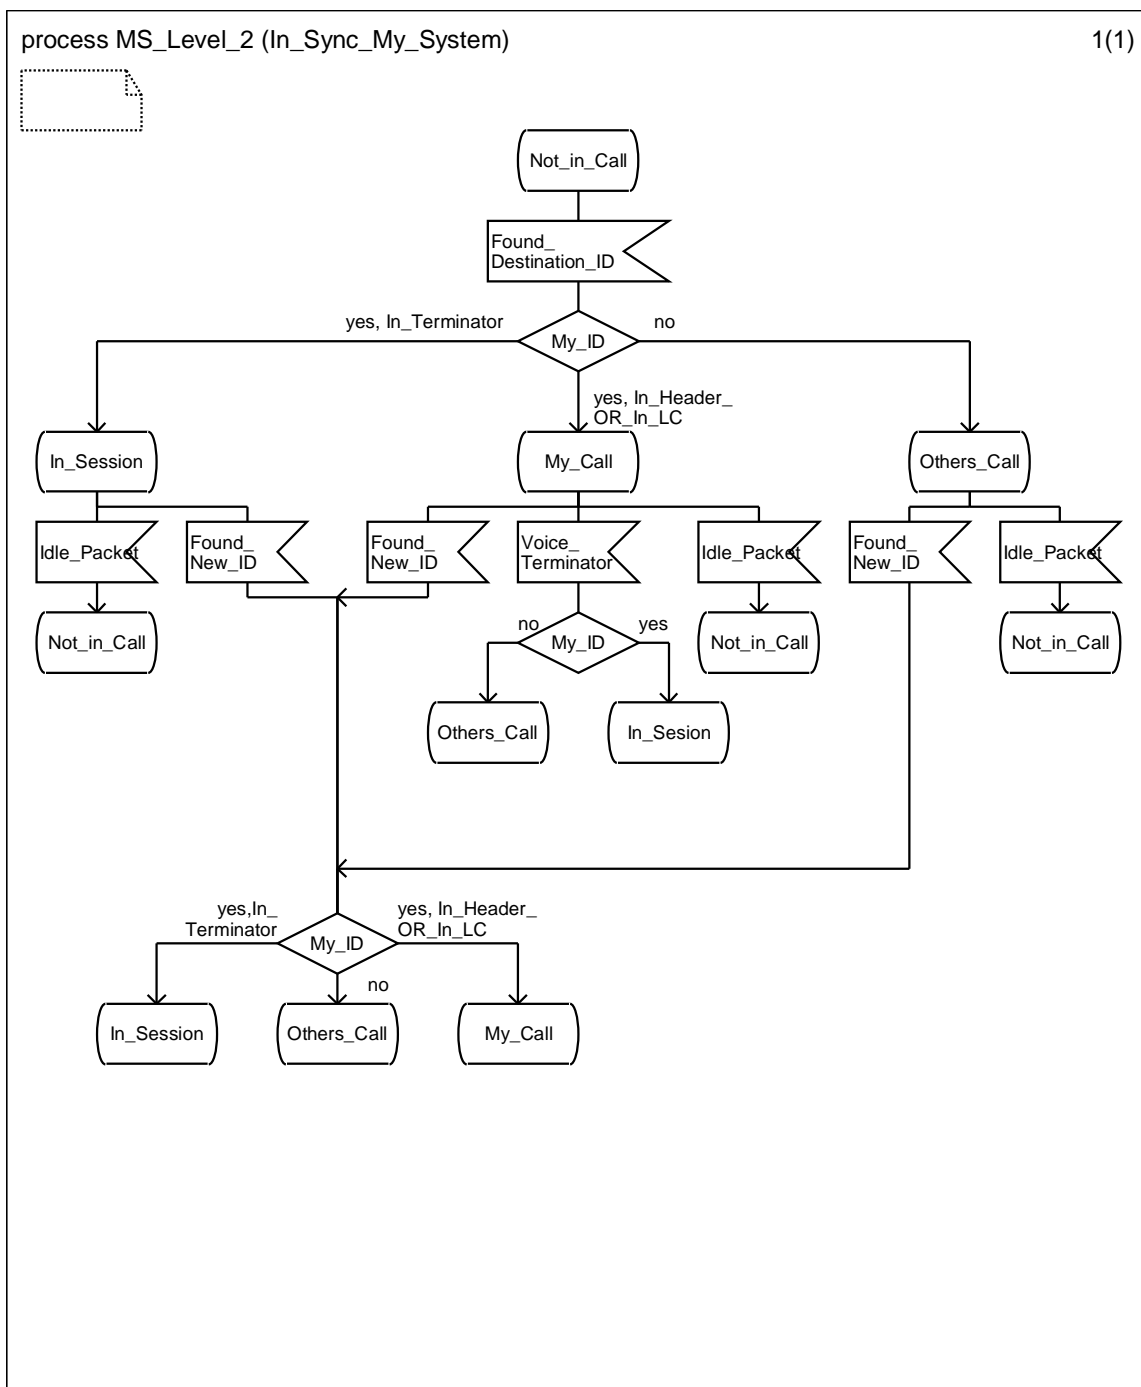 process MS_Level_2 (In_Sync_My_System)
1(1)
Not_in_Call
Found_
Destination_ID
yes, In_Terminator
My_ID
no
yes, In_Header_
OR_In_LC
In_Session
My_Call
Others_Call
Idle_Packet
Found_
New_ID
Found_
New_ID
Voice_
Terminator
Idle_Packet
Found_
New_ID
Idle_Packet
Not_in_Call
no
My_ID
yes
Not_in_Call
Not_in_Call
Others_Call
In_Sesion
yes,In_
Terminator
My_ID
yes, In_Header_
OR_In_LC
no
In_Session
Others_Call
My_Call